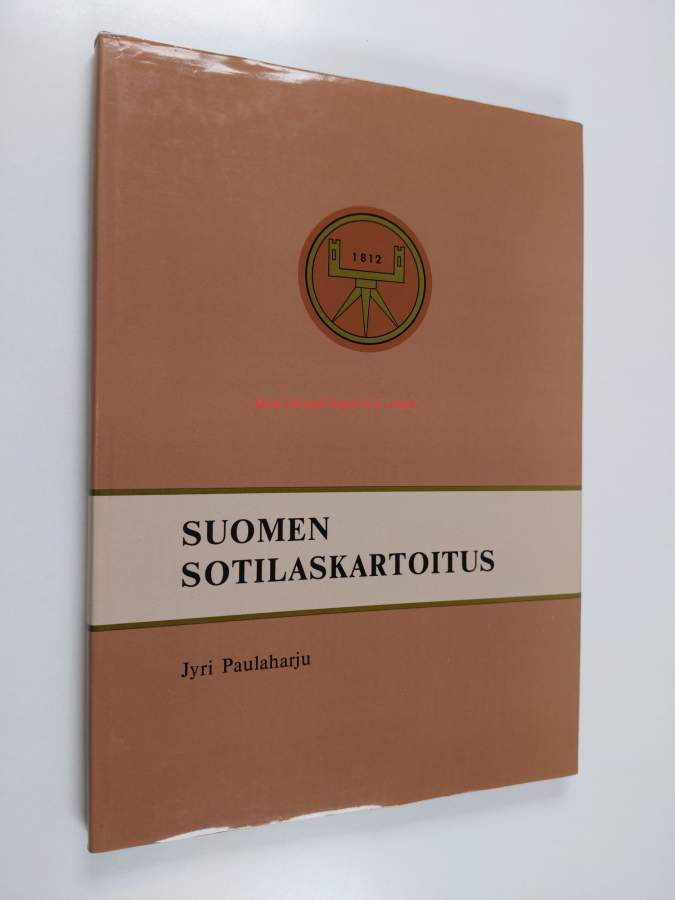 1812
SUOMEN
SOTILASKARTOITUS
Jyri Paulaharju